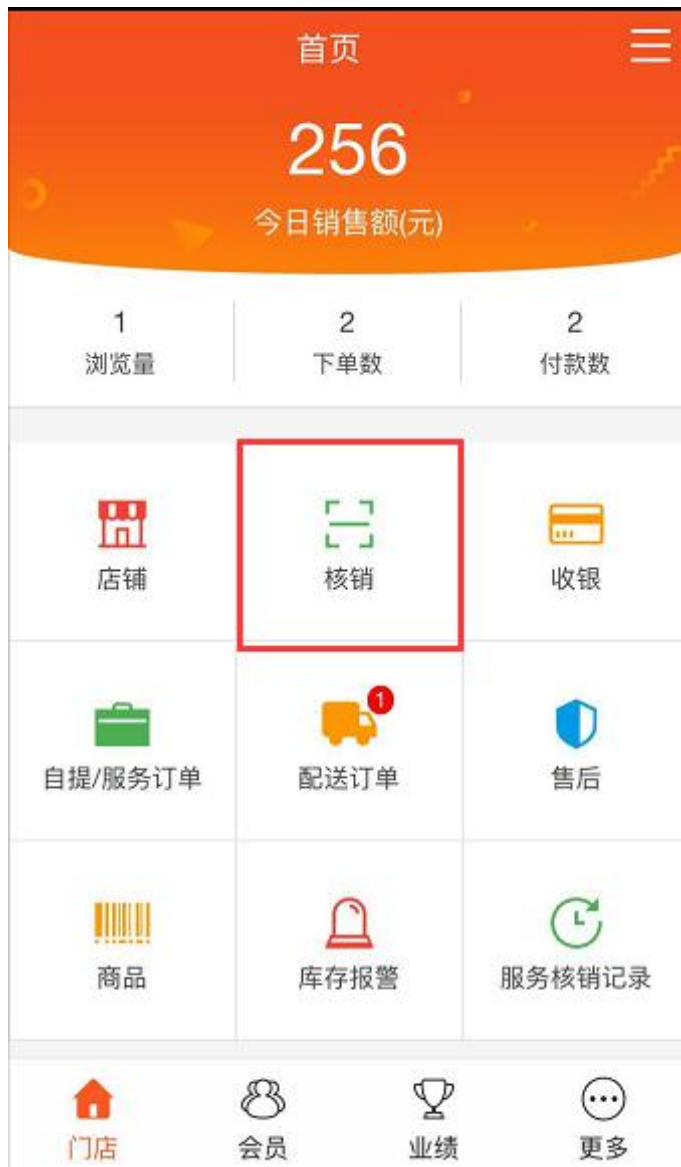 首页
256
今日销售额(元)
1
2
2
浏览量
下单数
付款数
店铺
核销
收银
1
自提/服务订单
配送订单
售后
商品
库存报警
服务核销记录
门店
会员
业绩
更多